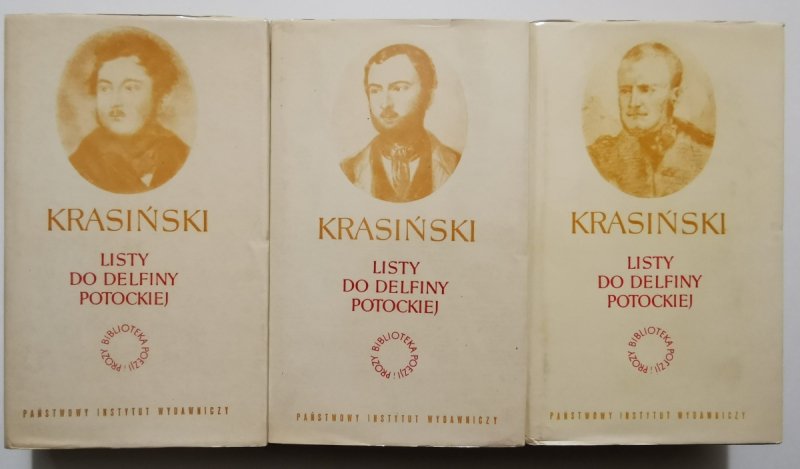 KRASIŃSKI
LISTY
DO DELFINY
POTOCKIEJ
BIBLIOTEKA POEZJI i PROZY
PAŃSTWOWY INSTYTUT WYDAWNICZY
KRASIŃSKI
LISTY
DO DELFINY
POTOCKIEJ
BIBLIOTEKA POEZJI i PROZY
PAŃSTWOWY INSTYTUT WYDAWNICZY
KRASIŃSKI
LISTY
DO DELFINY
POTOCKIEJ
BIBLIOTEKA POEZJI i PROZY
PAŃSTWOWY INSTYTUT WYDAWNICZY